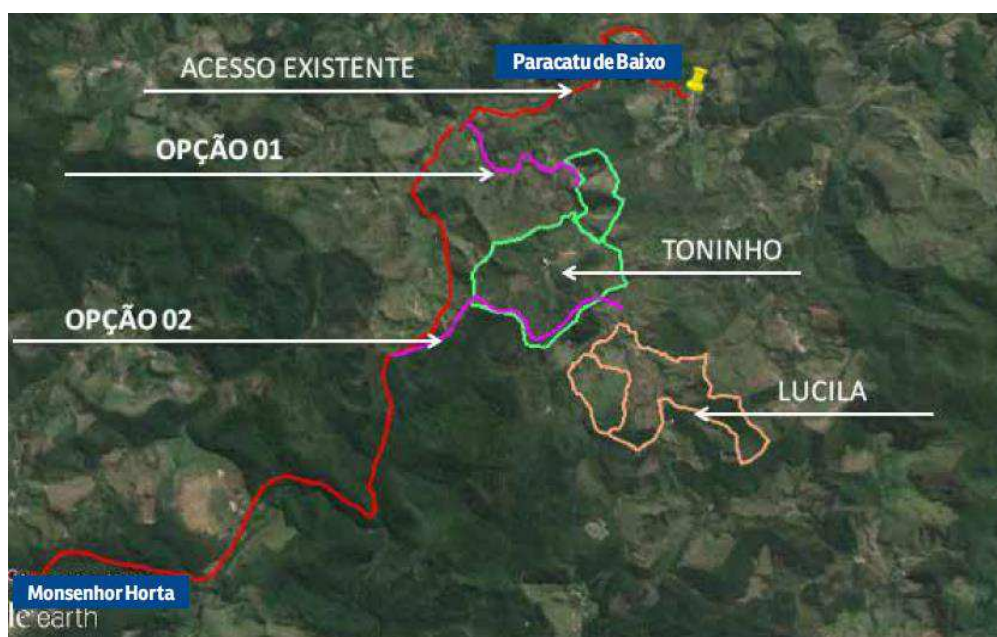 Paracatu de Baixo
ACESSO EXISTENTE
OPÇÃO 01
TONINHO
OPÇÃO 02
LUCILA
Monsenhor Horta
earth